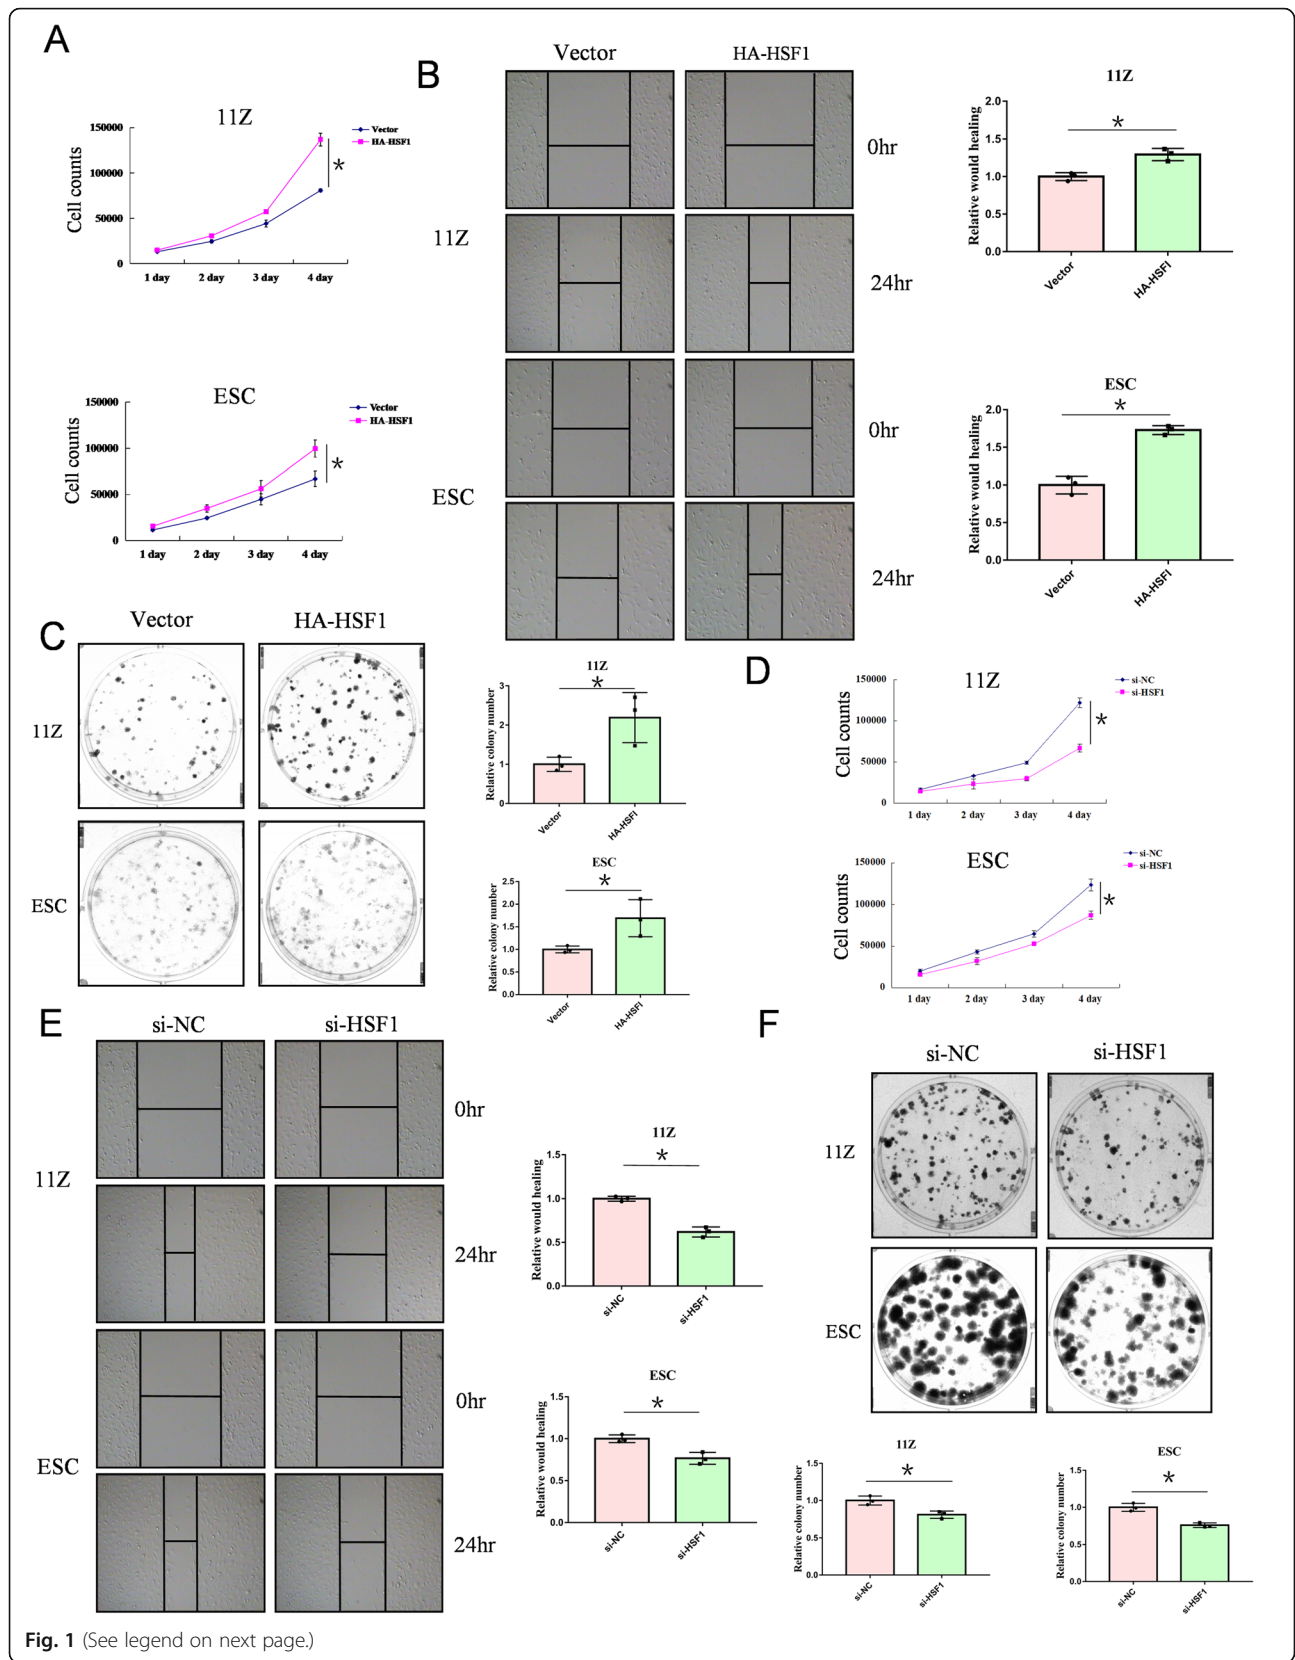 A
11Z
Cell counts
150000
100000
50000
0
1 day 2 day 3 day 4 day
Vector
HA-HSF1
*
ESC
Cell counts
150000
100000
50000
0
1 day 2 day 3 day 4 day
Vector
HA-HSF1
*
B
Vector HA-HSF1
11Z
0hr
24hr
ESC
0hr
24hr
11Z
Relative would healing
2.0
1.5
1.0
0.5
0.0
*
Vector HA-HSFI
ESC
Relative would healing
2.0
1.5
1.0
0.5
0.0
*
Vector HA-HSFI
C
Vector HA-HSF1
11Z
ESC
11Z
Relative colony number
3
2
1
0
*
Vector HA-HSFI
ESC
Relative colony number
2.5
2.0
1.5
1.0
0.5
0.0
*
Vector HA-HSFI
D
11Z
Cell counts
150000
100000
50000
0
1 day 2 day 3 day 4 day
si-NC
si-HSF1
*
ESC
Cell counts
150000
100000
50000
0
1 day 2 day 3 day 4 day
si-NC
si-HSF1
*
E
si-NC si-HSF1
11Z
0hr
24hr
ESC
0hr
24hr
11Z
Relative would healing
1.5
1.0
0.5
0.0
*
si-NC si-HSF1
ESC
Relative would healing
1.5
1.0
0.5
0.0
*
si-NC si-HSF1
F
si-NC si-HSF1
11Z
ESC
11Z
Relative colony number
1.5
1.0
0.5
0.0
*
si-NC si-HSF1
ESC
Relative colony number
1.5
1.0
0.5
0.0
*
si-NC si-HSF1
Fig. 1 (See legend on next page.)